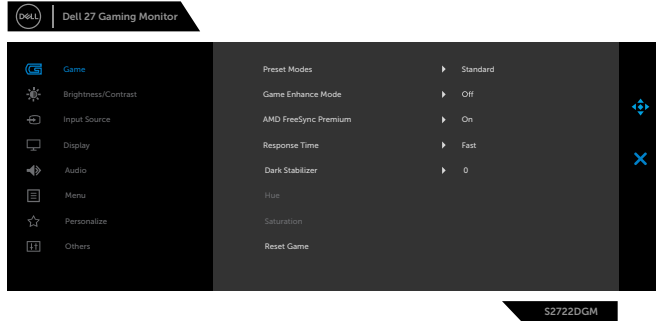 DELL
Dell 27 Gaming Monitor
Game
Preset Modes Standard
Brightness/Contrast
Game Enhance Mode Off
Input Source
AMD FreeSync Premium On
Display
Response Time Fast
Audio
Dark Stabilizer 0
Menu
Hue
Personalize
Saturation
Others
Reset Game
S2722DGM